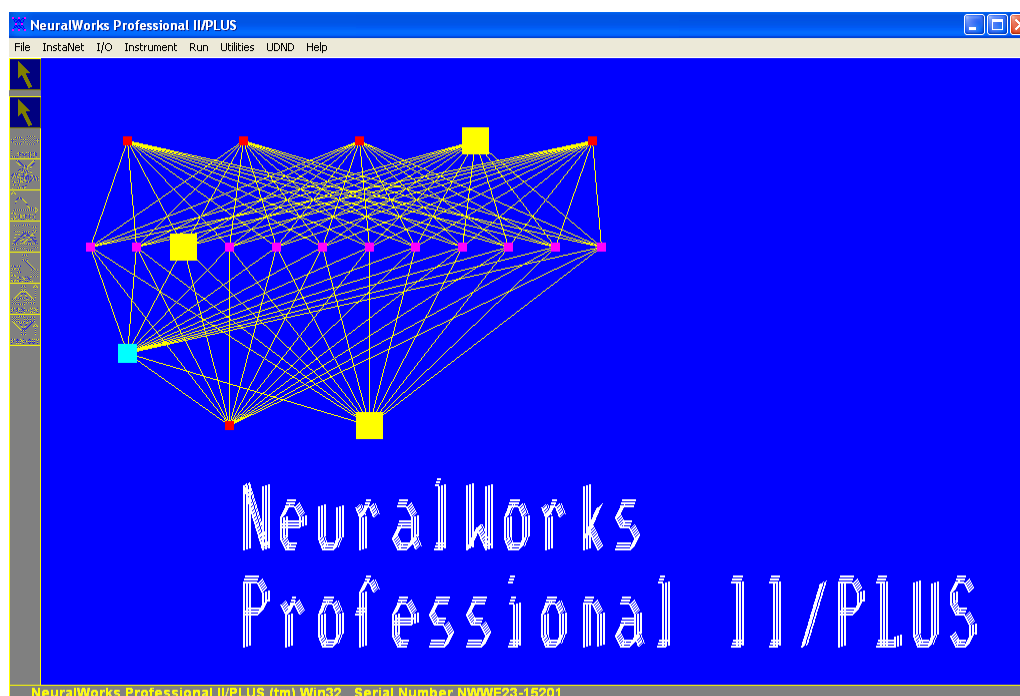 NeuralWorks Professional II/PLUS
File InstaNet I/O Instrument Run Utilities UDND Help
NeuralWorks
Professional II/PLUS
NeuralWorks Professional II/PLUS (tm) Win32 Serial Number NWWE23-15201